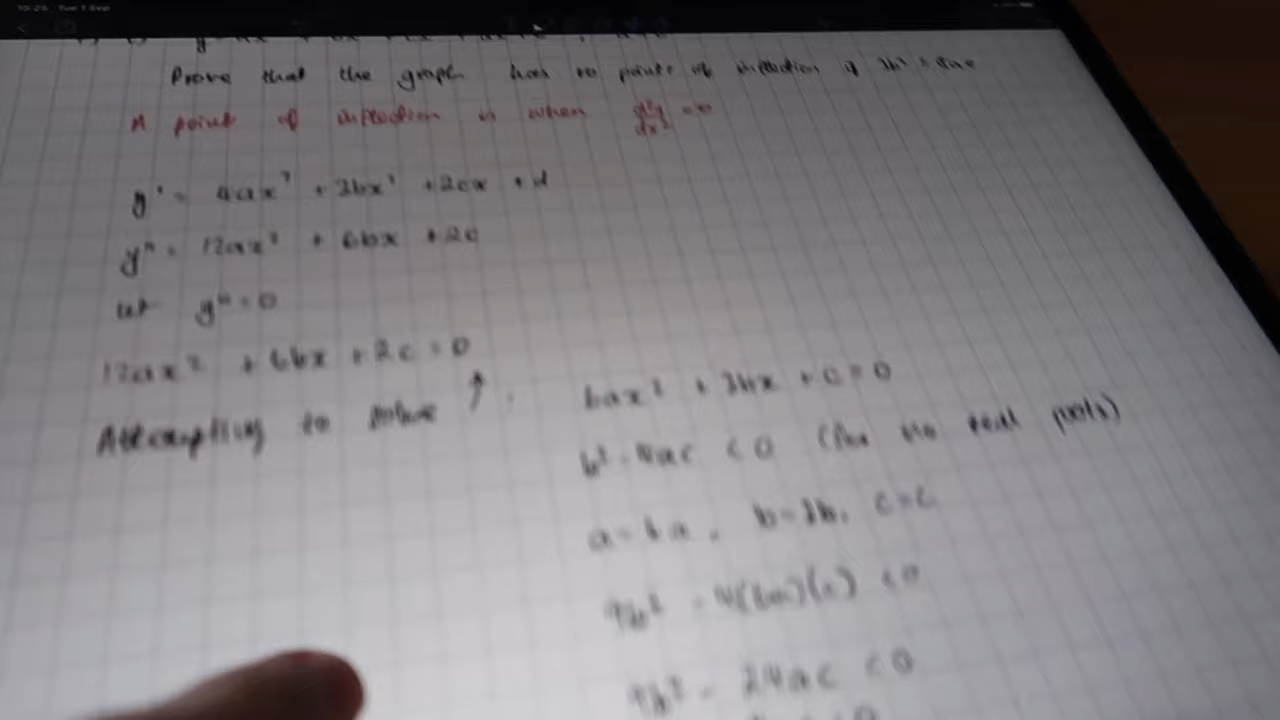 Prove that the graph has no points of inflection if 3b² < 8ac
A point of inflection is when d²y/dx² = 0
y' = 4ax³ + 3bx² + 2cx + d
y'' = 12ax² + 6bx + 2c
let y'' = 0
12ax² + 6bx + 2c = 0
Attempting to solve ↑ :
6ax² + 3bx + c = 0
b² - 4ac < 0 (for no real roots)
a = 6a, b = 3b, c = c
9b² - 4(6a)(c) < 0
9b² - 24ac < 0